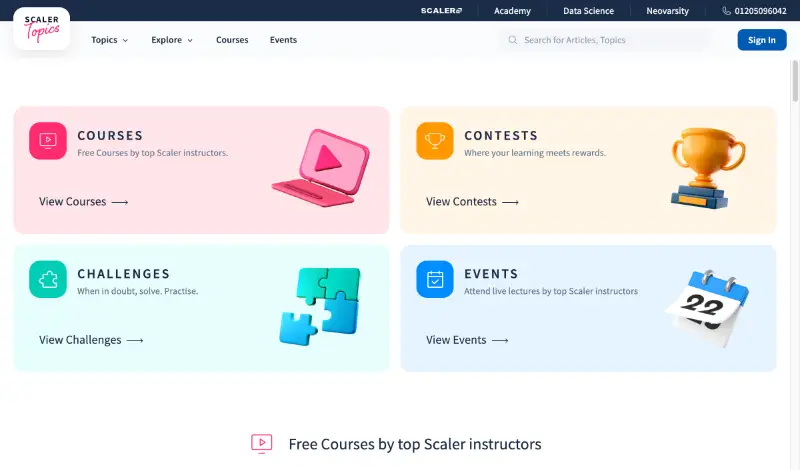 SCALER
Academy
Data Science
Neovarsity
01205096042
SCALER
Topics
Topics
Explore
Courses
Events
Search for Articles, Topics
Sign In
COURSES
Free Courses by top Scaler instructors.
View Courses
CONTESTS
Where your learning meets rewards.
View Contests
CHALLENGES
When in doubt, solve. Practise.
View Challenges
EVENTS
Attend live lectures by top Scaler instructors
View Events
22
Free Courses by top Scaler instructors